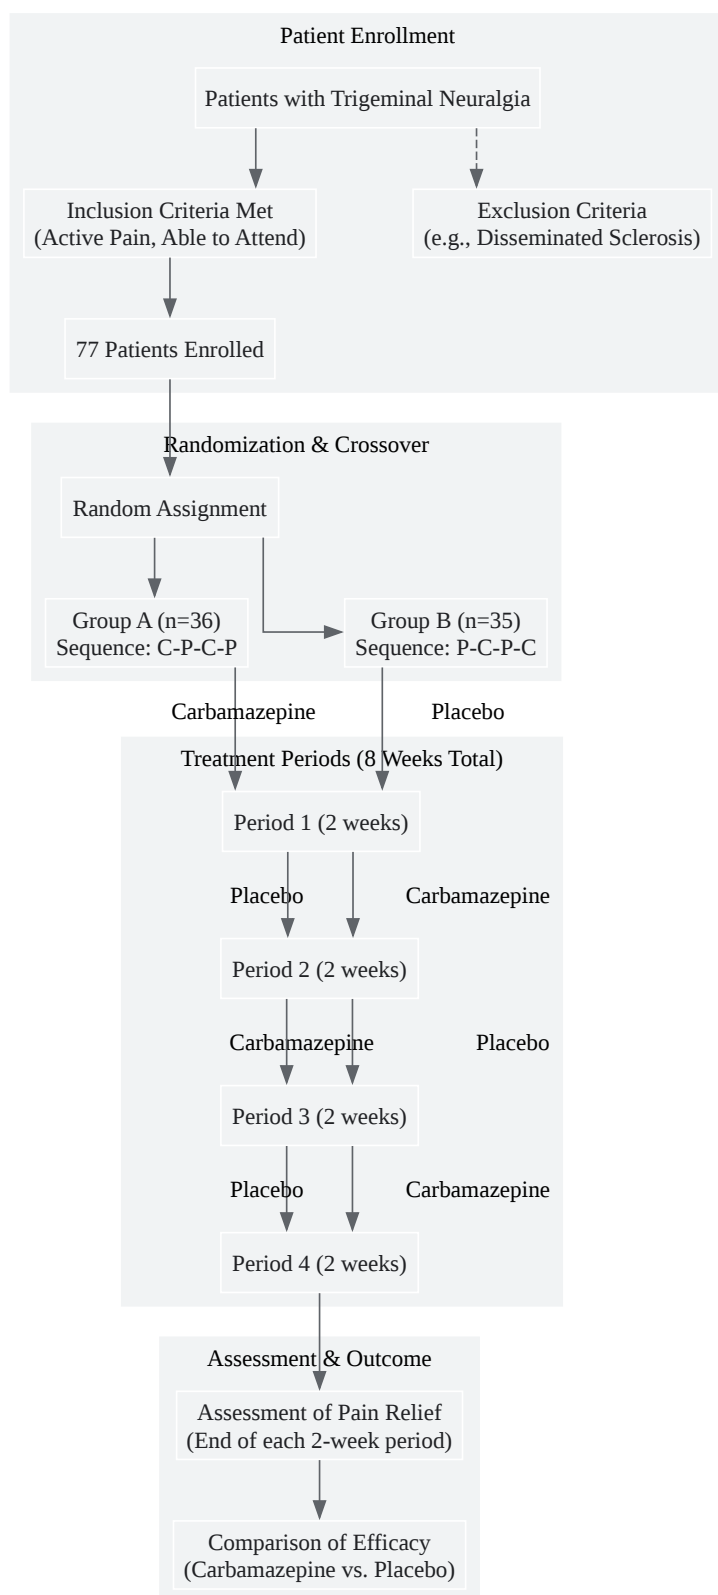 Patient Enrollment
Patients with Trigeminal Neuralgia
Inclusion Criteria Met
(Active Pain, Able to Attend)
Exclusion Criteria
(e.g., Disseminated Sclerosis)
77 Patients Enrolled
Randomization & Crossover
Random Assignment
Group A (n=36)
Sequence: C-P-C-P
Group B (n=35)
Sequence: P-C-P-C
Carbamazepine
Placebo
Treatment Periods (8 Weeks Total)
Period 1 (2 weeks)
Placebo
Carbamazepine
Period 2 (2 weeks)
Carbamazepine
Placebo
Period 3 (2 weeks)
Placebo
Carbamazepine
Period 4 (2 weeks)
Assessment & Outcome
Assessment of Pain Relief
(End of each 2-week period)
Comparison of Efficacy
(Carbamazepine vs. Placebo)